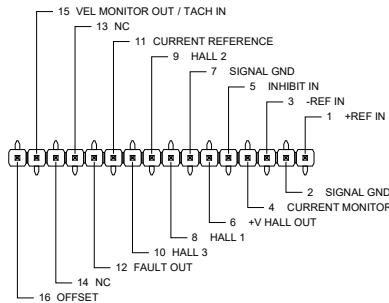 15 VEL MONITOR OUT / TACH IN
13 NC
11 CURRENT REFERENCE
9 HALL 2
7 SIGNAL GND
5 INHIBIT IN
3 -REF IN
1 +REF IN
2 SIGNAL GND
4 CURRENT MONITOR
6 +V HALL OUT
8 HALL 1
10 HALL 3
12 FAULT OUT
14 NC
16 OFFSET